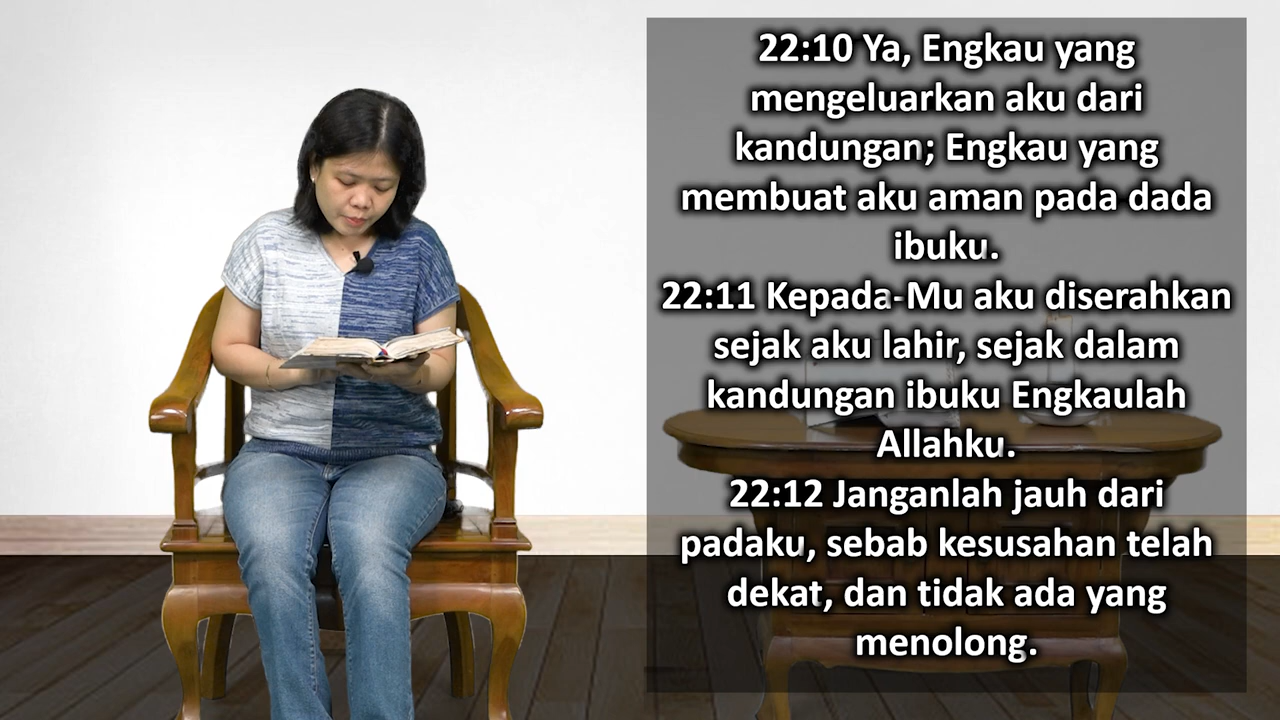 22:10 Ya, Engkau yang
mengeluarkan aku dari
kandungan; Engkau yang
membuat aku aman pada dada
ibuku.
22:11 Kepada-Mu aku diserahkan
sejak aku lahir, sejak dalam
kandungan ibuku Engkaulah
Allahku.
22:12 Janganlah jauh dari
padaku, sebab kesusahan telah
dekat, dan tidak ada yang
menolong.